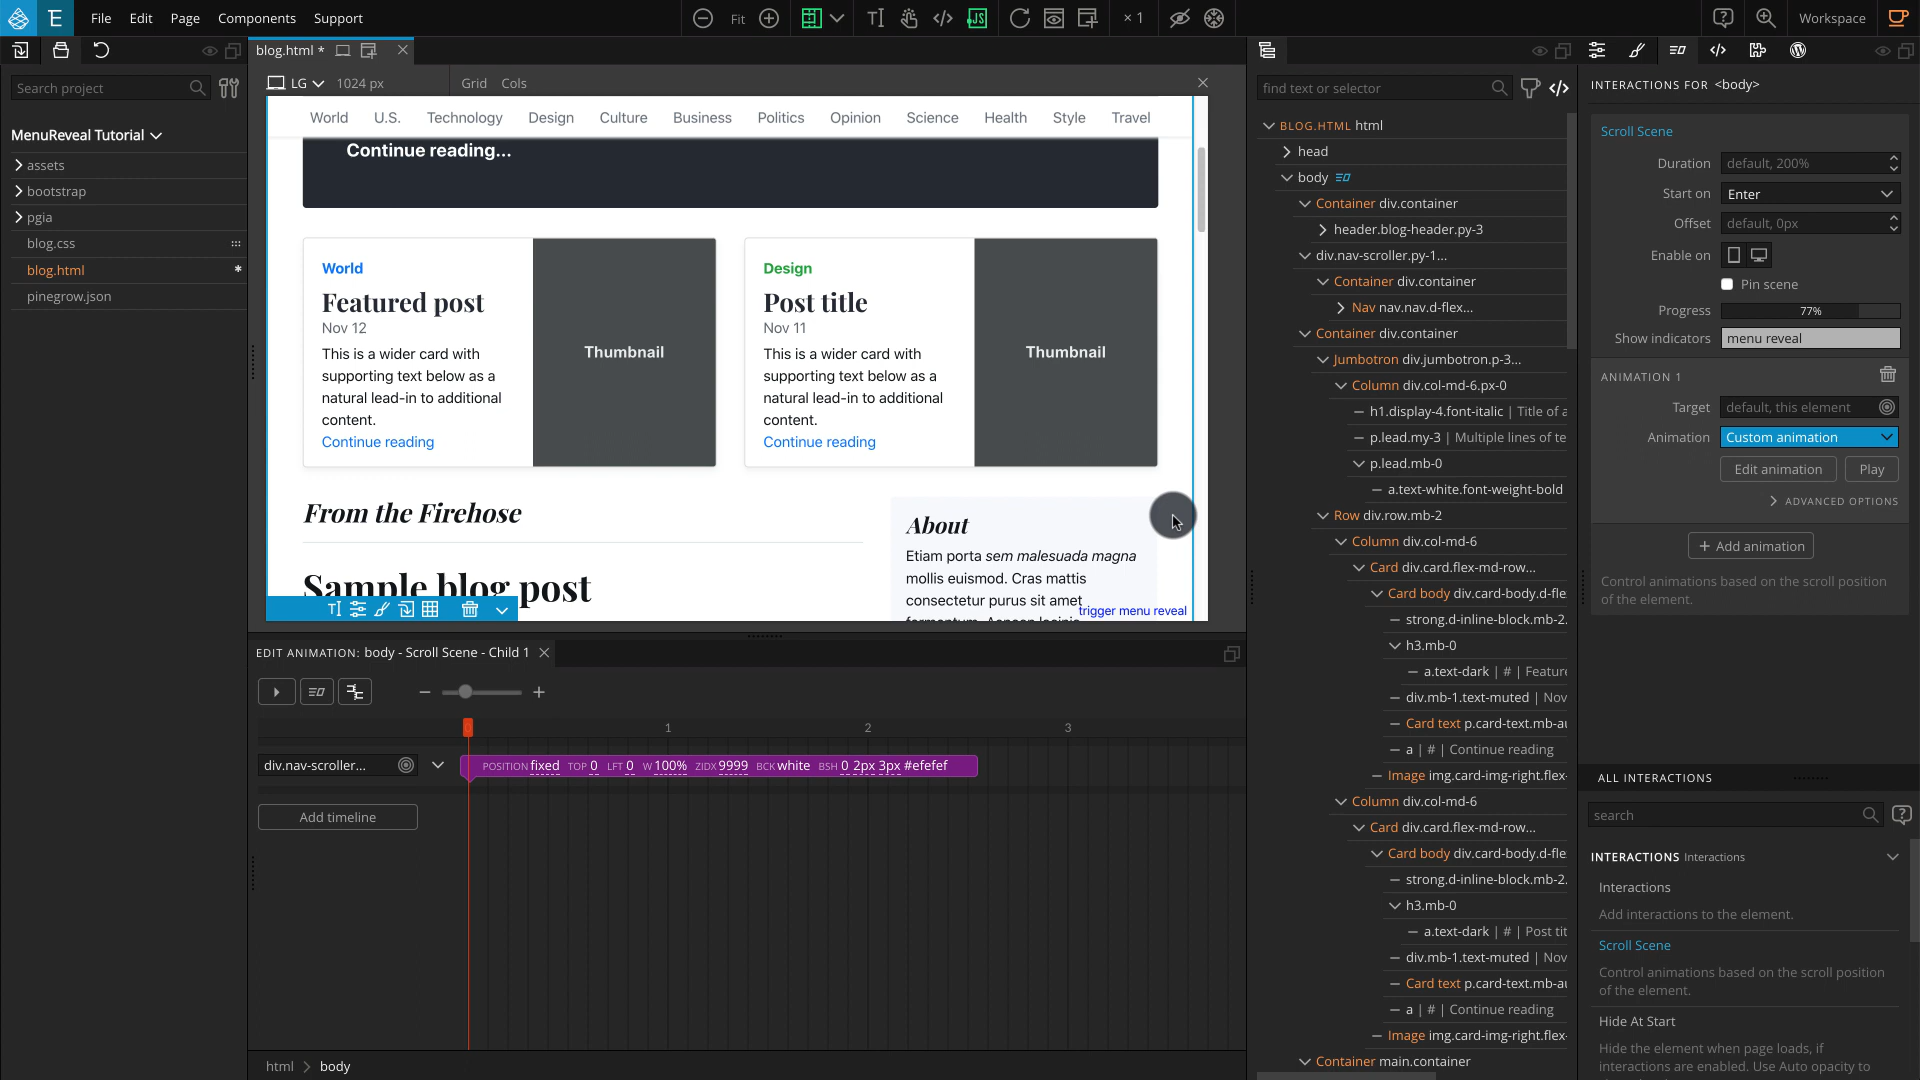 E File Edit Page Components Support Fit JS × 1 Workspace
Search project
MenuReveal Tutorial
assets
bootstrap
pgia
blog.css
blog.html *
pinegrow.json
blog.html *
LG 1024 px Grid Cols
World U.S. Technology Design Culture Business Politics Opinion Science Health Style Travel
Continue reading...
World
Featured post
Nov 12
This is a wider card with
supporting text below as a
natural lead-in to additional
content.
Continue reading
Thumbnail
Design
Post title
Nov 11
This is a wider card with
supporting text below as a
natural lead-in to additional
content.
Continue reading
Thumbnail
From the Firehose
Sample blog post
About
Etiam porta sem malesuada magna
mollis euismod. Cras mattis
consectetur purus sit amet
trigger menu reveal
EDIT ANIMATION: body - Scroll Scene - Child 1
1 2 3
div.nav-scroller...
POSITION fixed TOP 0 LFT 0 W 100% ZIDX 9999 BCK white BSH 0 2px 3px #efefef
Add timeline
html > body
find text or selector
BLOG.HTML html
head
body
Container div.container
header.blog-header.py-3
div.nav-scroller.py-1...
Container div.container
Nav nav.nav.d-flex...
Container div.container
Jumbotron div.jumbotron.p-3...
Column div.col-md-6.px-0
h1.display-4.font-italic | Title of a
p.lead.my-3 | Multiple lines of te
p.lead.mb-0
a.text-white.font-weight-bold
Row div.row.mb-2
Column div.col-md-6
Card div.card.flex-md-row...
Card body div.card-body.d-fle
strong.d-inline-block.mb-2.
h3.mb-0
a.text-dark | # | Feature
div.mb-1.text-muted | Nov
Card text p.card-text.mb-au
a | # | Continue reading
Image img.card-img-right.flex-
Column div.col-md-6
Card div.card.flex-md-row...
Card body div.card-body.d-fle
strong.d-inline-block.mb-2.
h3.mb-0
a.text-dark | # | Post tit
div.mb-1.text-muted | Nov
Card text p.card-text.mb-au
a | # | Continue reading
Image img.card-img-right.flex-
Container main.container
INTERACTIONS FOR <body>
Scroll Scene
Duration default, 200%
Start on Enter
Offset default, 0px
Enable on
Pin scene
Progress 77%
Show indicators menu reveal
ANIMATION 1
Target default, this element
Animation Custom animation
Edit animation Play
> ADVANCED OPTIONS
+ Add animation
Control animations based on the scroll position
of the element.
ALL INTERACTIONS
search
INTERACTIONS Interactions
Interactions
Add interactions to the element.
Scroll Scene
Control animations based on the scroll position
of the element.
Hide At Start
Hide the element when page loads, if
interactions are enabled. Use Auto opacity to